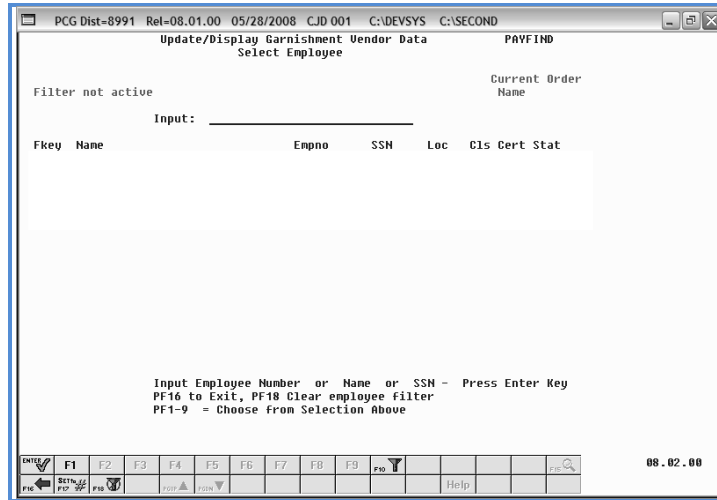 PCG Dist=8991 Rel=08.01.00 05/28/2008 CJD 001 C:\DEVSYS C:\SECOND
Update/Display Garnishment Vendor Data PAYFIND
Select Employee
Current Order
Filter not active Name
Input:
Fkey Name Empno SSN Loc Cls Cert Stat
Input Employee Number or Name or SSN - Press Enter Key
PF16 to Exit, PF18 Clear employee filter
PF1-9 = Choose from Selection Above
ENTER F1 F2 F3 F4 F5 F6 F7 F8 F9 F10 F15 08.02.00
F16 F17 F18 PGUP PGDN Help